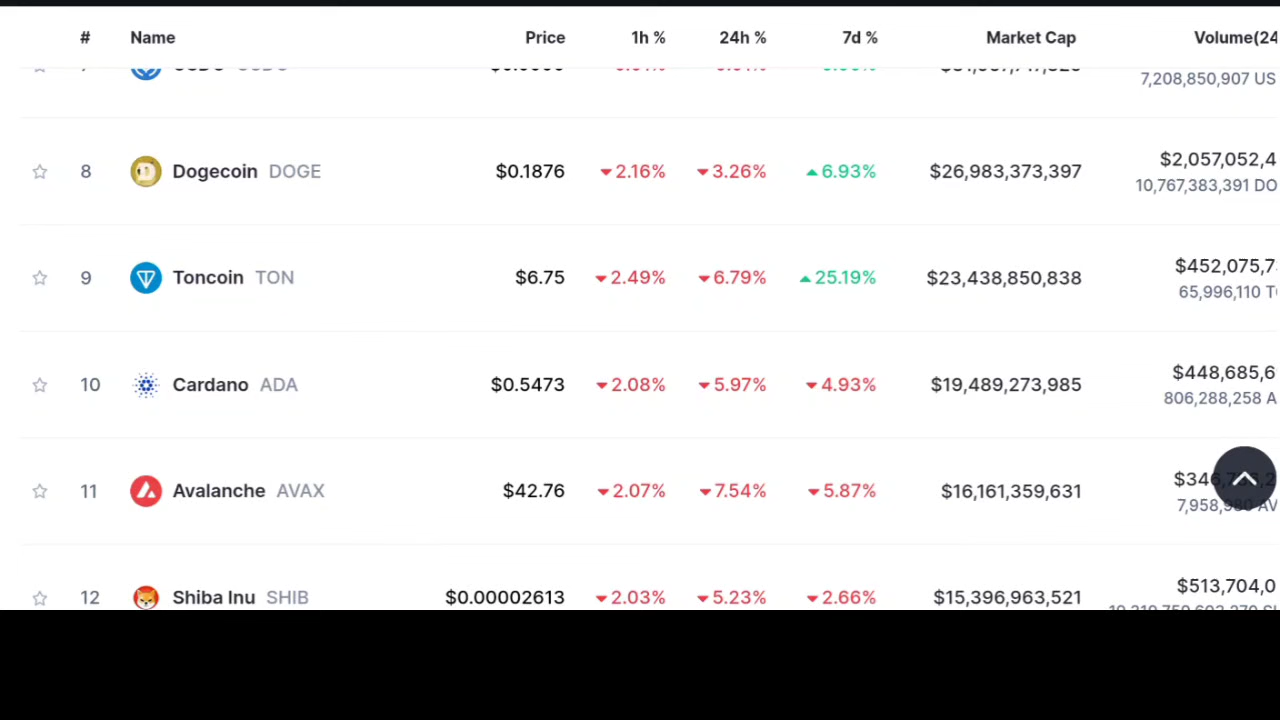 # Name Price 1h % 24h % 7d % Market Cap Volume(24
7,208,850,907 US
8 Dogecoin DOGE $0.1876 2.16% 3.26% 6.93% $26,983,373,397 $2,057,052,4
10,767,383,391 DO
9 Toncoin TON $6.75 2.49% 6.79% 25.19% $23,438,850,838 $452,075,7
65,996,110 T
10 Cardano ADA $0.5473 2.08% 5.97% 4.93% $19,489,273,985 $448,685,6
806,288,258 A
11 Avalanche AVAX $42.76 2.07% 7.54% 5.87% $16,161,359,631
12 Shiba Inu SHIB $0.00002613 2.03% 5.23% 2.66% $15,396,963,521 $513,704,0